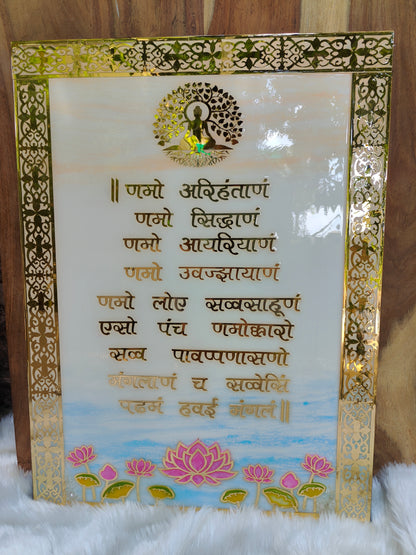 ॥ णमो अरिहंताणं
णमो सिद्धाणं
णमो आयरियाणं
णमो उवज्झायाणं
णमो लोए सव्वसाहूणं
एसो पंच णमोक्कारो
सव्व पावप्पणासणो
मंगलाणं च सव्वेसिं
पढमं हवई मंगलं॥